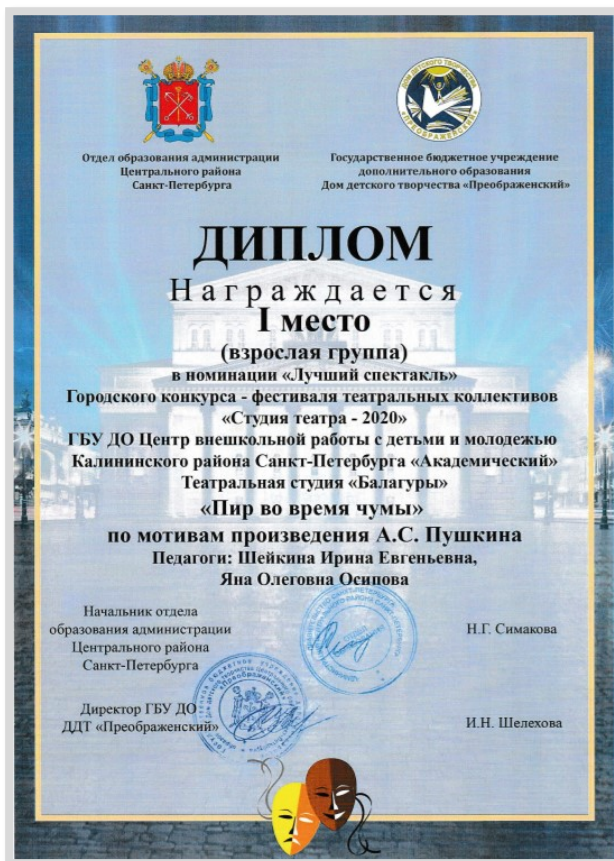 ДОМ ДЕТСКОГО ТВОРЧЕСТВА
«ПРЕОБРАЖЕНСКИЙ»
Отдел образования администрации
Центрального района
Санкт-Петербурга
Государственное бюджетное учреждение
дополнительного образования
Дом детского творчества «Преображенский»
ДИПЛОМ
Награждается
I место
(взрослая группа)
в номинации «Лучший спектакль»
Городского конкурса - фестиваля театральных коллективов
«Студия театра - 2020»
ГБУ ДО Центр внешкольной работы с детьми и молодежью
Калининского района Санкт-Петербурга «Академический»
Театральная студия «Балагуры»
«Пир во время чумы»
по мотивам произведения А.С. Пушкина
Педагоги: Шейкина Ирина Евгеньевна,
Яна Олеговна Осипова
Начальник отдела
образования администрации
Центрального района
Санкт-Петербурга
Н.Г. Симакова
Директор ГБУ ДО
ДДТ «Преображенский»
И.Н. Шелехова